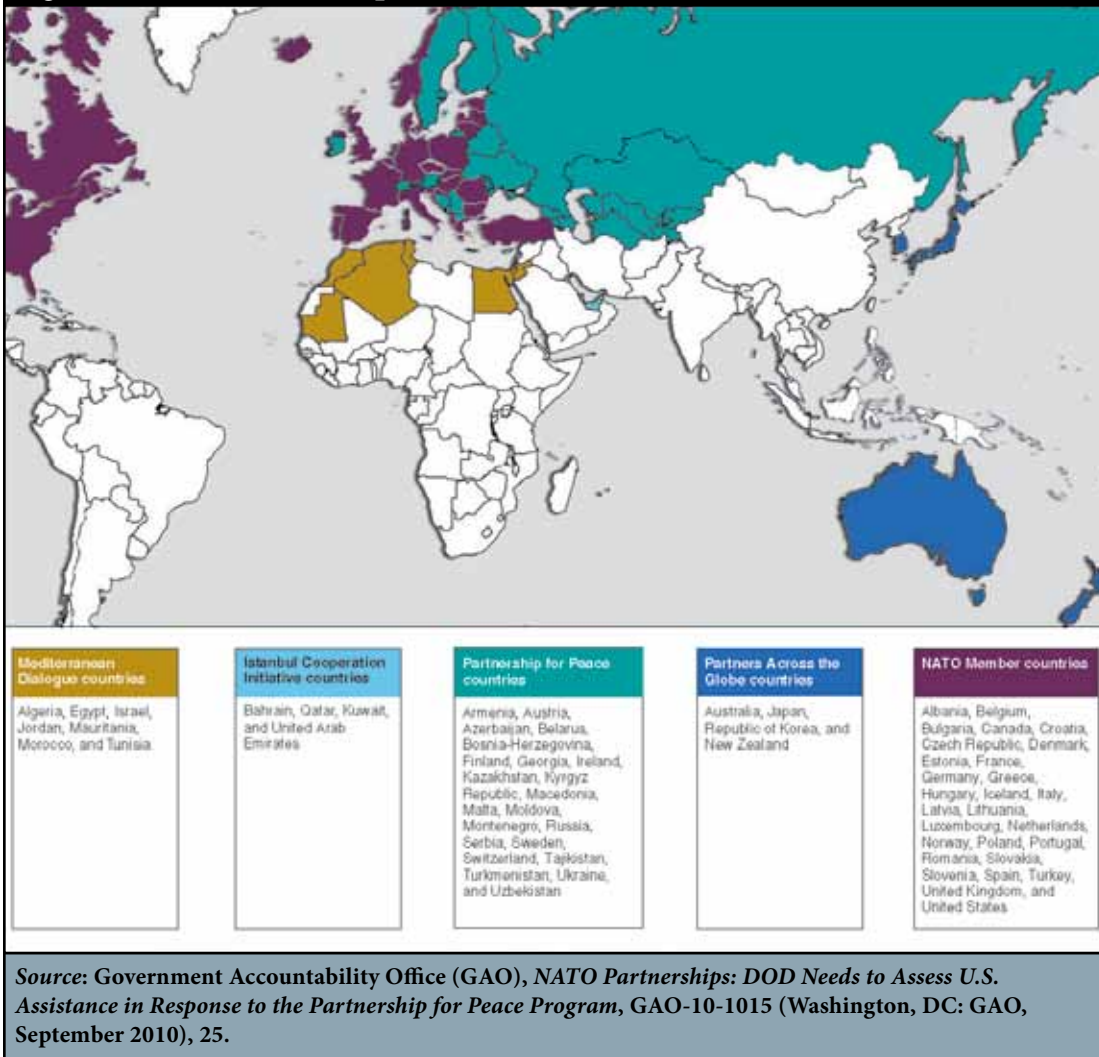 Mediterranean
Dialogue countries
Algeria, Egypt, Israel,
Jordan, Mauritania,
Morocco, and Tunisia
Istanbul Cooperation
Initiative countries
Bahrain, Qatar, Kuwait,
and United Arab
Emirates
Partnership for Peace
countries
Armenia, Austria,
Azerbaijan, Belarus,
Bosnia-Herzegovina,
Finland, Georgia, Ireland,
Kazakhstan, Kyrgyz
Republic, Macedonia,
Malta, Moldova,
Montenegro, Russia,
Serbia, Sweden,
Switzerland, Tajikistan,
Turkmenistan, Ukraine,
and Uzbekistan
Partners Across the
Globe countries
Australia, Japan,
Republic of Korea, and
New Zealand
NATO Member countries
Albania, Belgium,
Bulgaria, Canada, Croatia,
Czech Republic, Denmark,
Estonia, France,
Germany, Greece,
Hungary, Iceland, Italy,
Latvia, Lithuania,
Luxembourg, Netherlands,
Norway, Poland, Portugal,
Romania, Slovakia,
Slovenia, Spain, Turkey,
United Kingdom, and
United States
Source: Government Accountability Office (GAO), NATO Partnerships: DOD Needs to Assess U.S.
Assistance in Response to the Partnership for Peace Program, GAO-10-1015 (Washington, DC: GAO,
September 2010), 25.